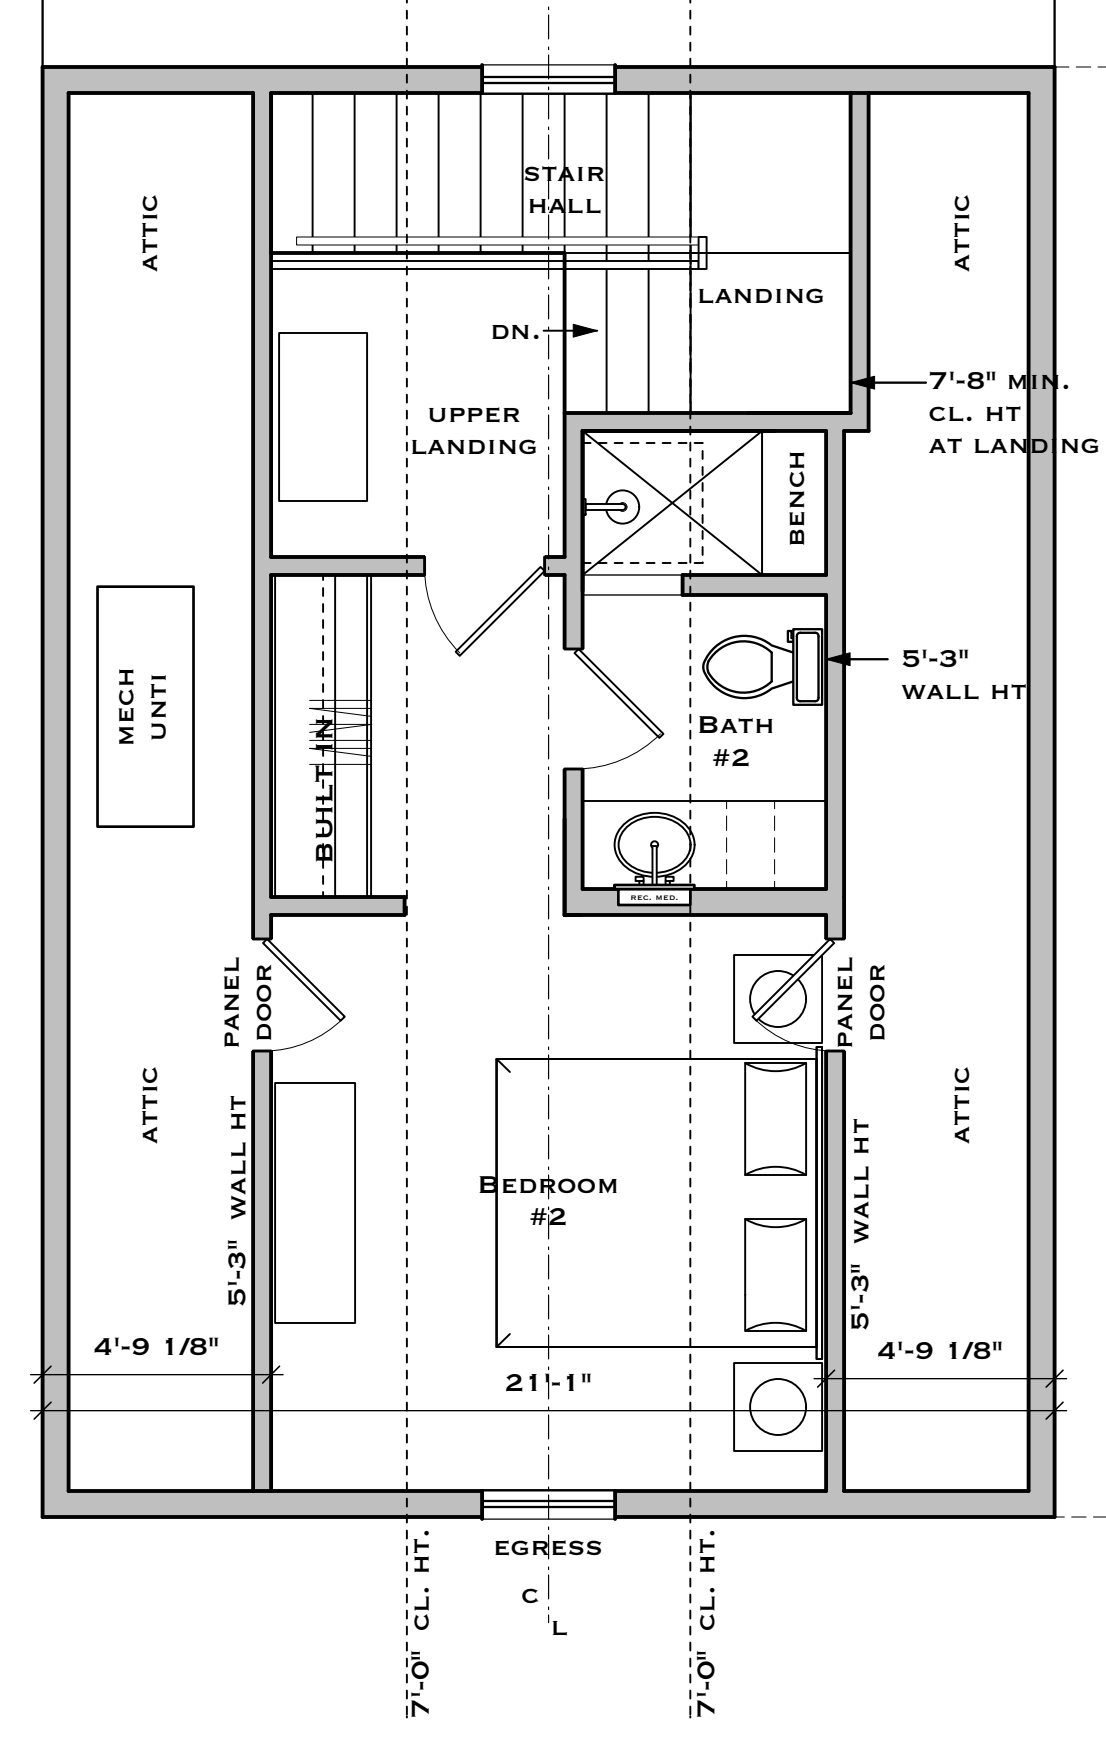 STAIR
HALL
ATTIC
ATTIC
LANDING
DN.
7'-8" MIN.
CL. HT
AT LANDING
UPPER
LANDING
BENCH
5'-3"
WALL HT
MECH
UNTI
BATH
#2
BUILT IN
REC. MED.
PANEL
DOOR
PANEL
DOOR
ATTIC
ATTIC
5'-3" WALL HT
5'-3" WALL HT
BEDROOM
#2
4'-9 1/8"
4'-9 1/8"
21'-1"
EGRESS
C
L
7'-0" CL. HT.
7'-0" CL. HT.